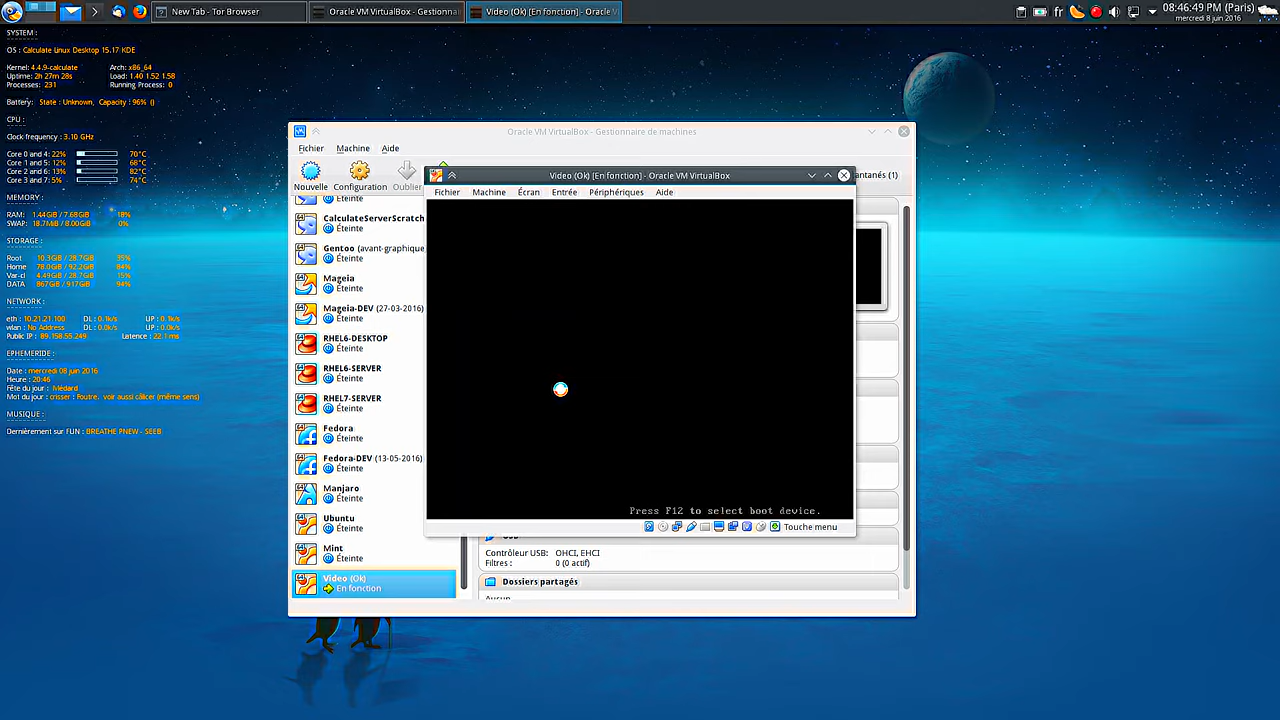 New Tab - Tor Browser
Oracle VM VirtualBox - Gestionnai
Video (Ok) [En fonction] - Oracle V
fr
08:46:49 PM (Paris)
mercredi 8 juin 2016
SYSTEM :
OS : Calculate Linux Desktop 15.17 KDE
Kernel: 4.4.9-calculate Arch: x86_64
Uptime: 2h 27m 28s Load: 1.40 1.52 1.58
Processes: 231 Running Process: 0
Battery: State : Unknown, Capacity : 96% ()
CPU :
Clock-frequency : 3.10 GHz
Core 0 and 4: 22% 70°C
Core 1 and 5: 12% 68°C
Core 2 and 6: 13% 82°C
Core 3 and 7: 5% 74°C
MEMORY :
RAM: 1.44GiB / 7.68GiB 18%
SWAP: 18.7MiB / 8.00GiB 0%
STORAGE :
Root 10.3GiB / 28.7GiB 35%
Home 78.0GiB / 92.2GiB 84%
Var-cl 4.49GiB / 28.7GiB 15%
DATA 867GiB / 917GiB 94%
NETWORK :
eth : 10.21.21.100 DL : 0.1k/s UP : 0.1k/s
wlan : No Address DL : 0.0k/s UP : 0.0k/s
Public IP : 89.158.55.249 Latence : 22.1 ms
EPHEMERIDE :
Date : mercredi 08 juin 2016
Heure : 20:46
Fête du jour : Médard
Mot du jour : crisser : Foutre, voir aussi câlicer (même sens)
MUSIQUE :
Dernièrement sur FUN : BREATHE PNEW - SEEB
Oracle VM VirtualBox - Gestionnaire de machines
Fichier Machine Aide
Nouvelle Configuration Oublier
antanés (1)
Éteinte
CalculateServerScratch
Éteinte
Gentoo (avant-graphique
Éteinte
Mageia
Éteinte
Mageia-DEV (27-03-2016)
Éteinte
RHEL6-DESKTOP
Éteinte
RHEL6-SERVER
Éteinte
RHEL7-SERVER
Éteinte
Fedora
Éteinte
Fedora-DEV (13-05-2016)
Éteinte
Manjaro
Éteinte
Ubuntu
Éteinte
Mint
Éteinte
Video (Ok)
En fonction
Video (Ok) [En fonction] - Oracle VM VirtualBox
Fichier Machine Écran Entrée Périphériques Aide
Press F12 to select boot device.
Touche menu
Contrôleur USB: OHCI, EHCI
Filtres : 0 (0 actif)
Dossiers partagés